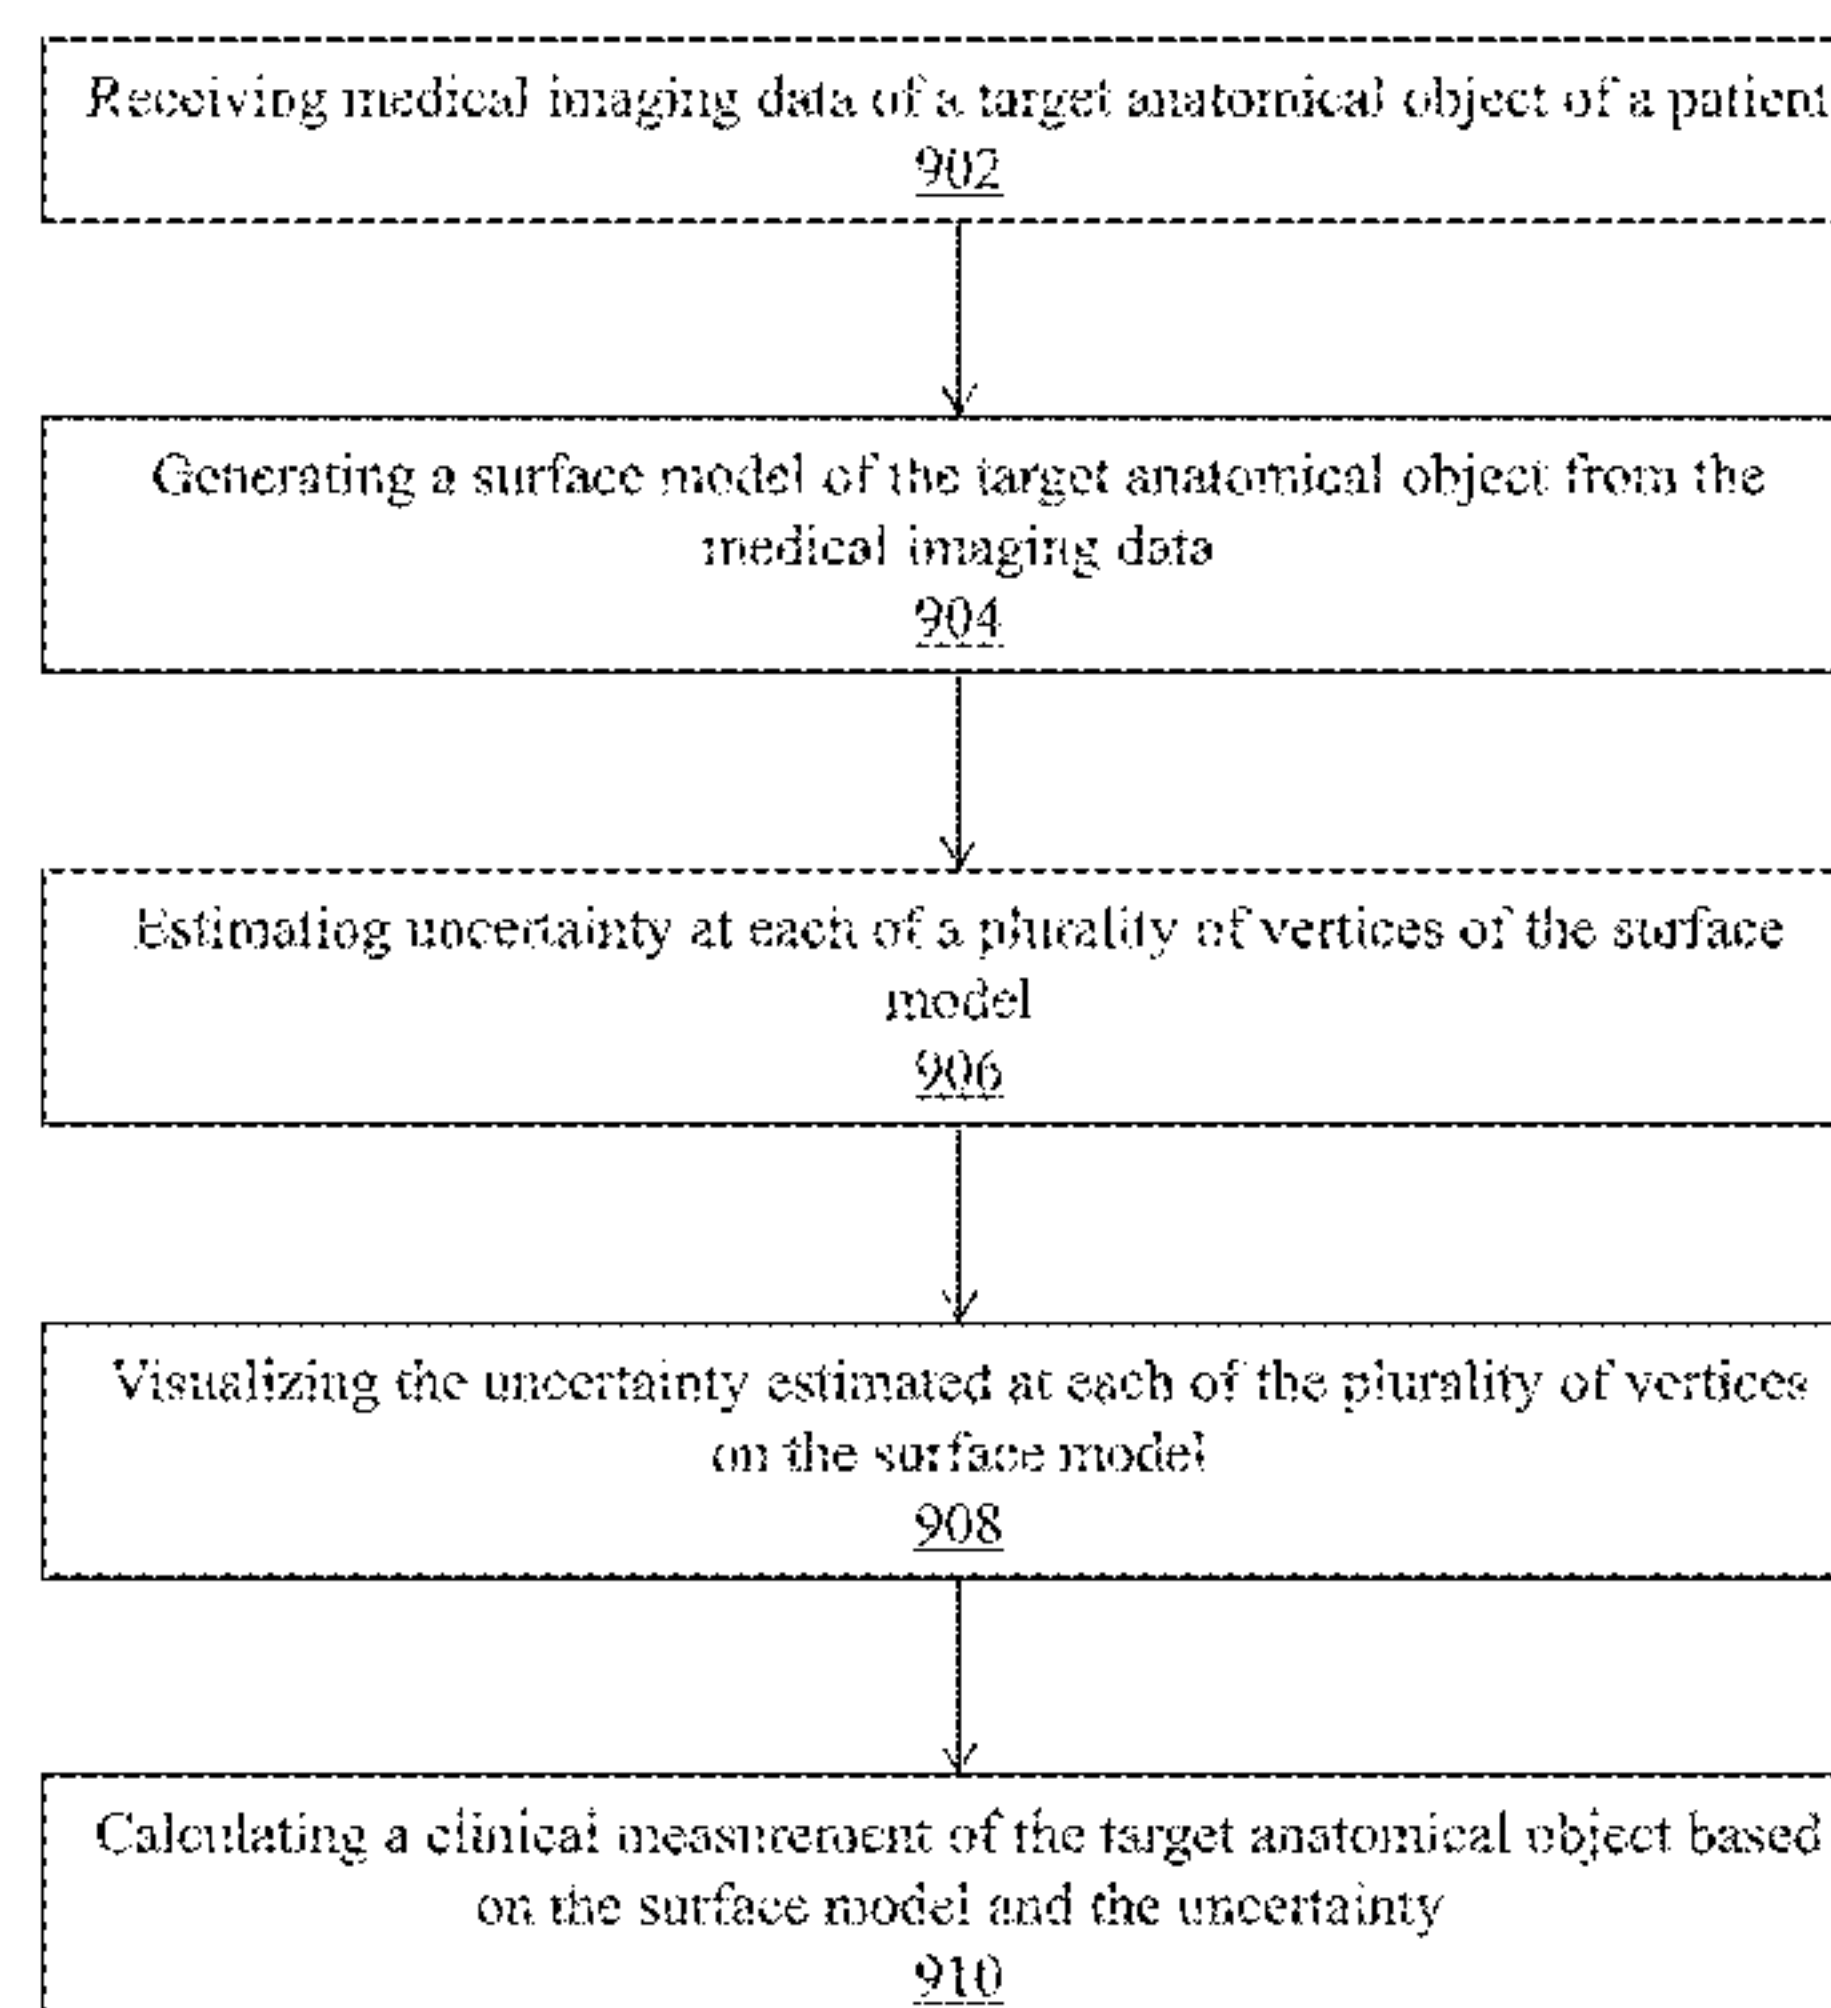 Receiving medical imaging data of a target anatomical object of a patient
902
Generating a surface model of the target anatomical object from the
medical imaging data
904
Estimating uncertainty at each of a plurality of vertices of the surface
model
906
Visualizing the uncertainty estimated at each of the plurality of vertices
on the surface model
908
Calculating a clinical measurement of the target anatomical object based
on the surface model and the uncertainty
910